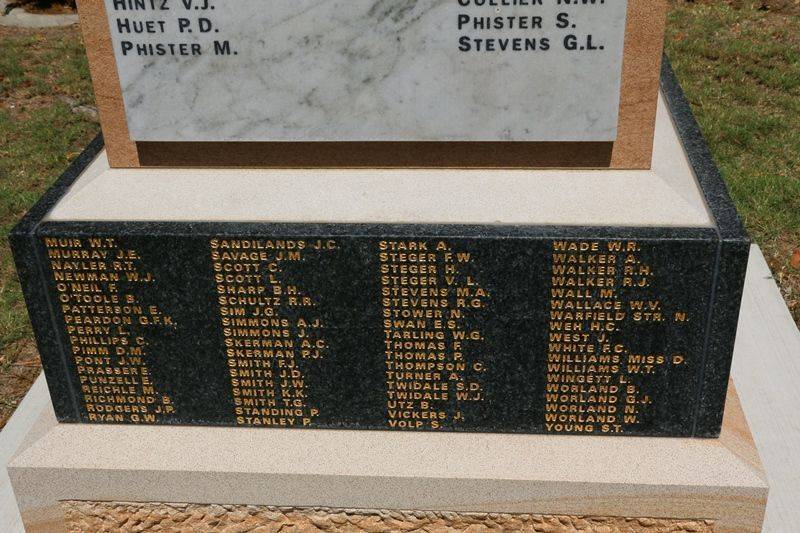 HINTZ V.J.
HUET P.D.
PHISTER M.
COLLIER N.W.
PHISTER S.
STEVENS G.L.
MUIR W.T.
MURRAY J.E.
NAYLER R.T.
NEWMAN W.J.
O'NEIL F.
O'TOOLE B.
PATTERSON E.
PEARDON G.F.K.
PERRY L.
PHILLIPS C.
PIMM D.M.
PONT J.W.
PRASSER E.
PUNZELL E.
REICHLE M.
RICHMOND B.
RODGERS J.P.
RYAN G.W.
SANDILANDS J.C.
SAVAGE J.M.
SCOTT C.
SCOTT L.
SHARP B.H.
SCHULTZ R.R.
SIM J.G.
SIMMONS A.J.
SIMMONS J.
SKERMAN A.C.
SKERMAN P.J.
SMITH F.J.
SMITH J.D.
SMITH J.W.
SMITH K.K.
SMITH T.G.
STANDING P.
STANLEY P.
STARK A.
STEGER F.W.
STEGER H.
STEGER V. L.
STEVENS M.A.
STEVENS R.G.
STOWER N.
SWAN E.S.
TARLING W.G.
THOMAS F.
THOMAS P.
THOMPSON C.
TURNER A.
TWIDALE S.D.
TWIDALE W.J.
UTZ B.
VICKERS J.
VOLP S.
WADE W.R.
WALKER A.
WALKER R.H.
WALKER R.J.
WALL M.
WALLACE W.V.
WARFIELD STR. N.
WEH H.C.
WEST J.
WHITE F.C.
WILLIAMS MISS D.
WILLIAMS W.T.
WINGETT L.
WORLAND B.
WORLAND G.J.
WORLAND N.
WORLAND W.
YOUNG S.T.